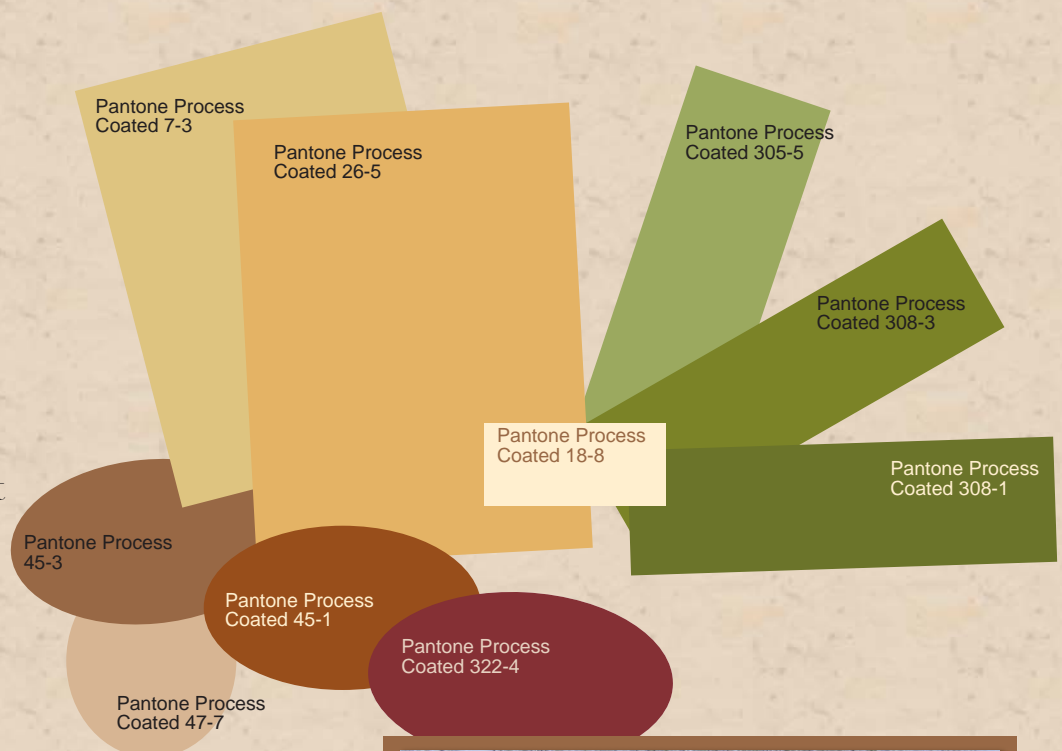 Pantone Process
Coated 7-3
Pantone Process
Coated 26-5
Pantone Process
Coated 305-5
Pantone Process
Coated 308-3
Pantone Process
Coated 18-8
Pantone Process
Coated 308-1
Pantone Process
45-3
Pantone Process
Coated 45-1
Pantone Process
Coated 322-4
Pantone Process
Coated 47-7